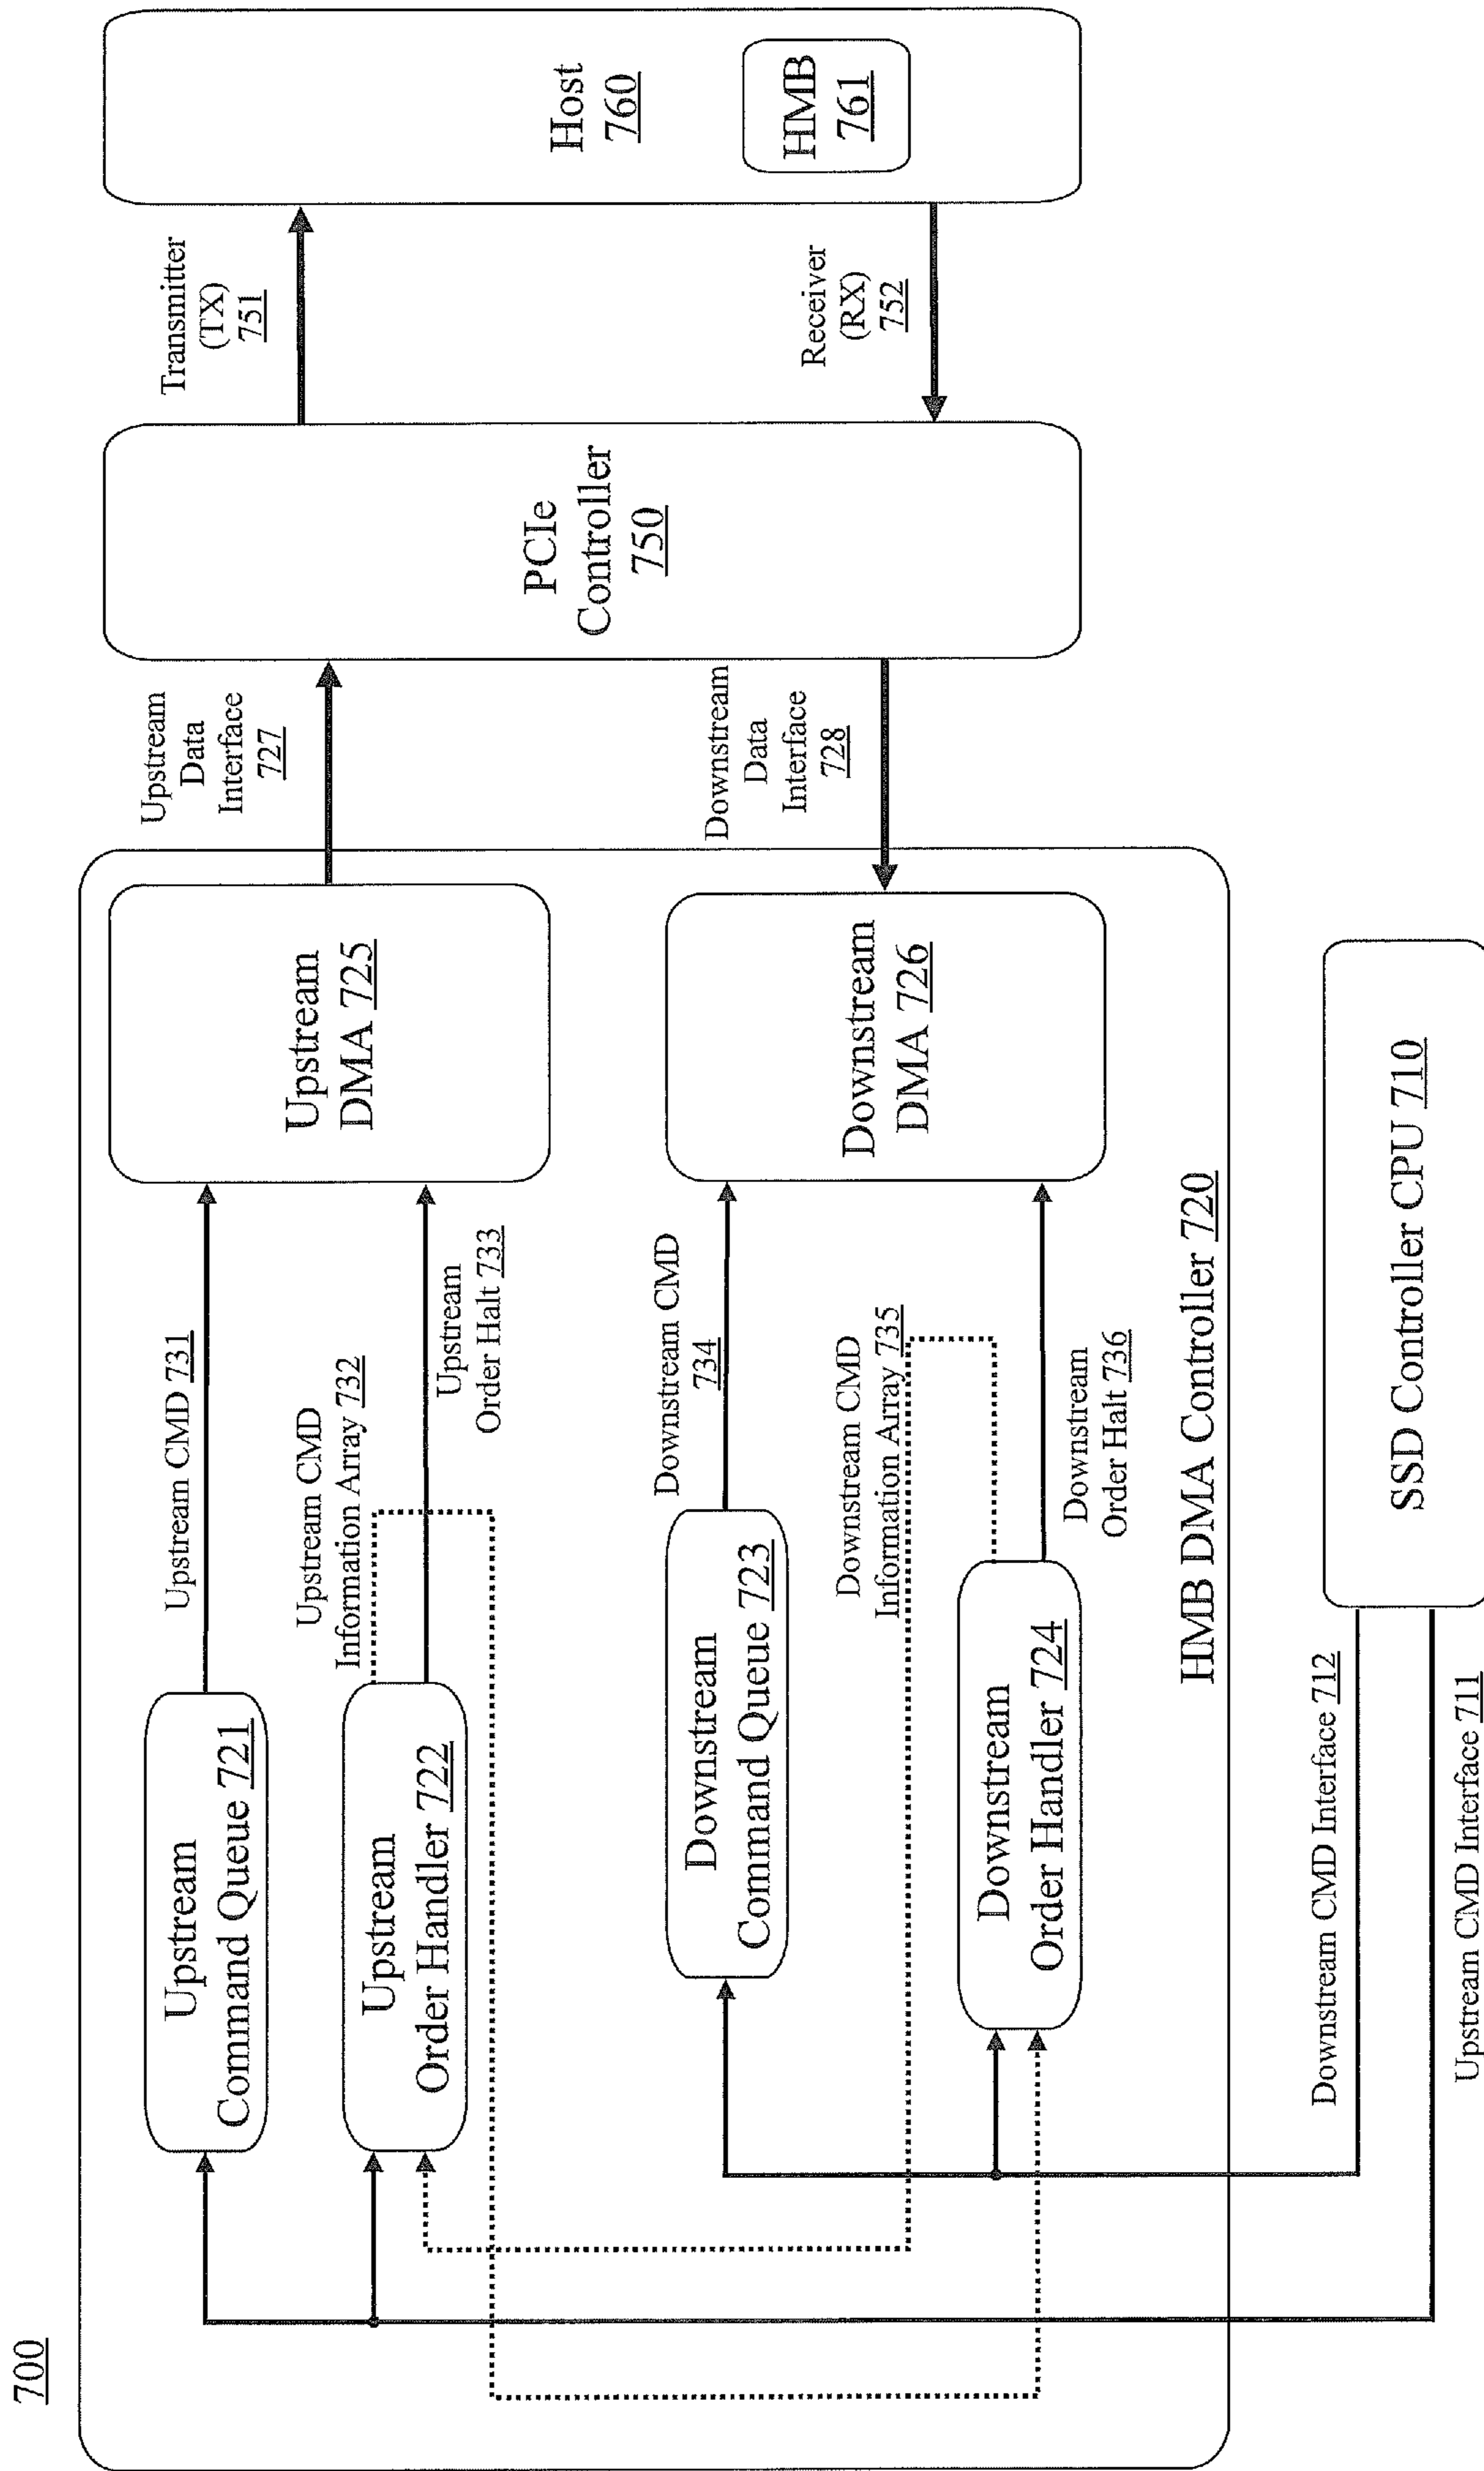 700
Upstream
Command Queue 721
Upstream CMD 731
Upstream
DMA 725
Upstream
Data
Interface
727
Transmitter
(TX)
751
Upstream
Order Handler 722
Upstream CMD
Information Array 732
Upstream
Order Halt 733
PCIe
Controller
750
Host
760
HMB
761
Downstream
Command Queue 723
Downstream CMD
734
Downstream
DMA 726
Downstream
Data
Interface
728
Receiver
(RX)
752
Downstream CMD
Information Array 735
Downstream
Order Handler 724
Downstream
Order Halt 736
HMB DMA Controller 720
Downstream CMD Interface 712
SSD Controller CPU 710
Upstream CMD Interface 711